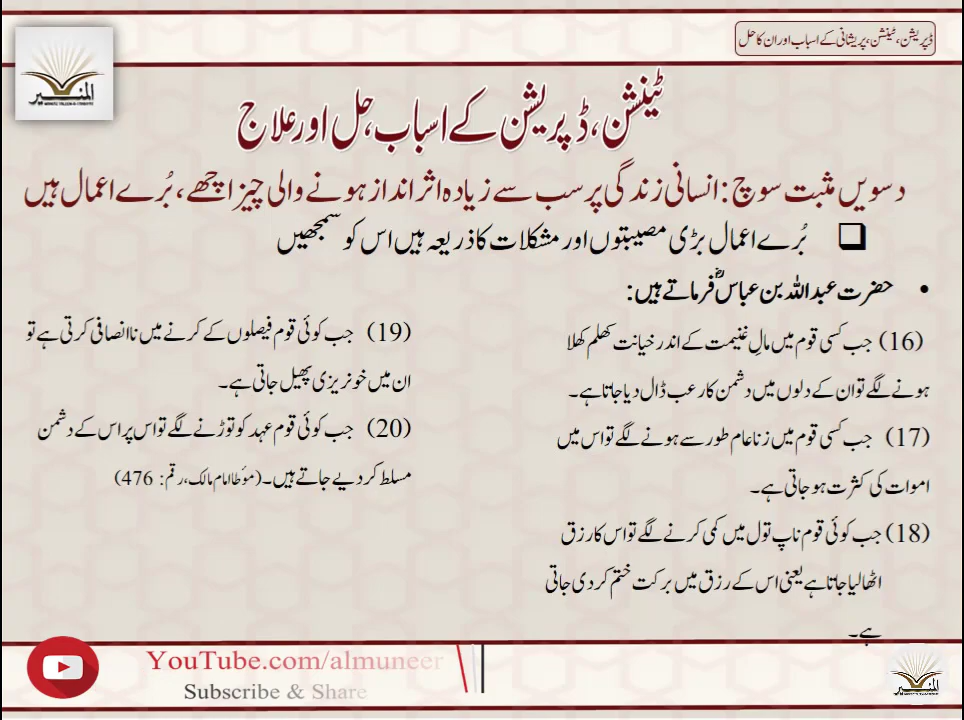 ڈپریشن، ٹینشن، پریشانی کے اسباب اور ان کا حل
المنیر
ٹینشن، ڈپریشن کے اسباب، حل اور علاج
دسویں مثبت سوچ: انسانی زندگی پر سب سے زیادہ اثر انداز ہونے والی چیز اچھے، بُرے اعمال ہیں
❑ بُرے اعمال بڑی مصیبتوں اور مشکلات کا ذریعہ ہیں اس کو سمجھیں
• حضرت عبداللہ بن عباسؓ فرماتے ہیں:
(16) جب کسی قوم میں مالِ غنیمت کے اندر خیانت کھلم کھلا
ہونے لگے تو ان کے دلوں میں دشمن کا رعب ڈال دیا جاتا ہے۔
(17) جب کسی قوم میں زنا عام طور سے ہونے لگے تو اس میں
اموات کی کثرت ہو جاتی ہے۔
(18) جب کوئی قوم ناپ تول میں کمی کرنے لگے تو اس کا رزق
اٹھا لیا جاتا ہے یعنی اس کے رزق میں برکت ختم کر دی جاتی
ہے۔
(19) جب کوئی قوم فیصلوں کے کرنے میں ناانصافی کرتی ہے تو
ان میں خونریزی پھیل جاتی ہے۔
(20) جب کوئی قوم عہد کو توڑنے لگے تو اس پر اس کے دشمن
مسلط کر دیے جاتے ہیں۔ (موٗطا امام مالک، رقم: 476)
YouTube.com/almuneer
Subscribe & Share
المنیر